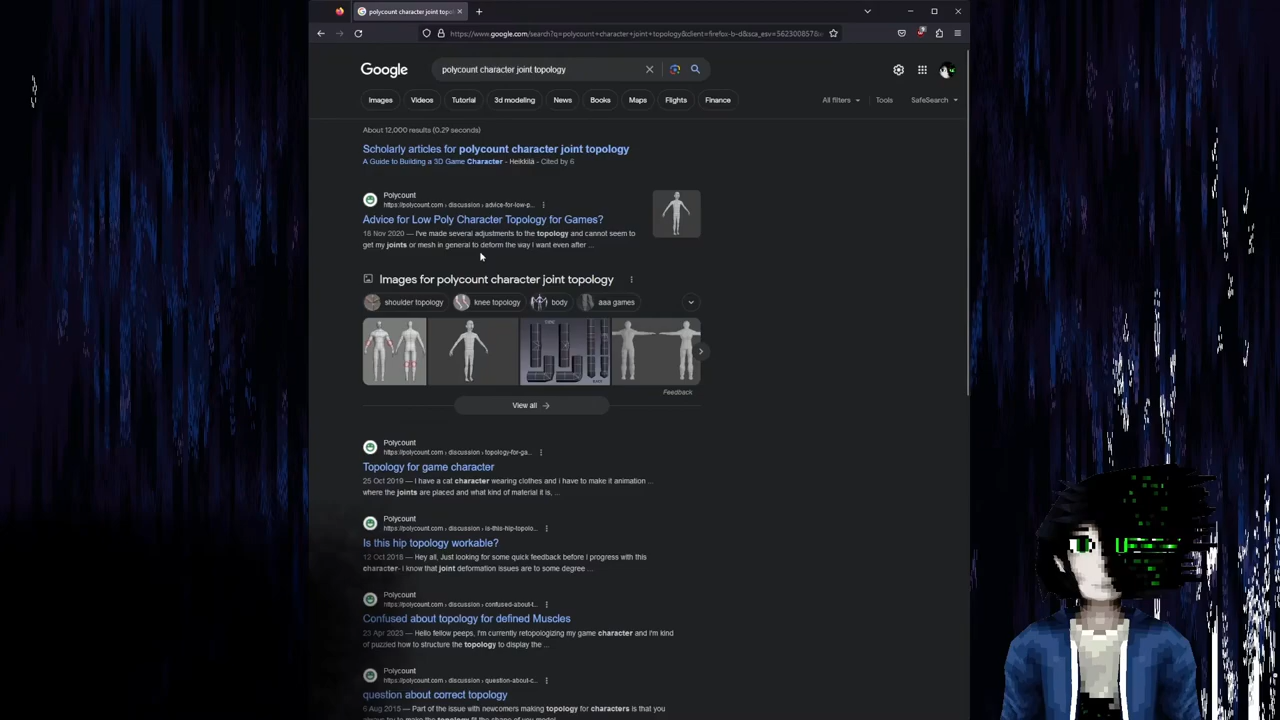 polycount character joint topol
https://www.google.com/search?q=polycount+character+joint+topology&client=firefox-b-d&sca_esv=562300857&
Google
polycount character joint topology
Images
Videos
Tutorial
3d modeling
News
Books
Maps
Flights
Finance
All filters
Tools
SafeSearch
About 12,000 results (0.29 seconds)
Scholarly articles for polycount character joint topology
A Guide to Building a 3D Game Character - Heikkilä - Cited by 6
Polycount
https://polycount.com › discussion › advice-for-low-p...
Advice for Low Poly Character Topology for Games?
18 Nov 2020 — I've made several adjustments to the topology and cannot seem to
get my joints or mesh in general to deform the way I want even after ...
Images for polycount character joint topology
shoulder topology
knee topology
body
aaa games
Feedback
View all
Polycount
https://polycount.com › discussion › topology-for-ga...
Topology for game character
25 Oct 2019 — I have a cat character wearing clothes and i have to make it animation ...
where the joints are placed and what kind of material it is, ...
Polycount
https://polycount.com › discussion › is-this-hip-topolo...
Is this hip topology workable?
12 Oct 2018 — Hey all, Just looking for some quick feedback before I progress with this
character- i know that joint deformation issues are to some degree ...
Polycount
https://polycount.com › discussion › confused-about-t...
Confused about topology for defined Muscles
23 Apr 2023 — Hello fellow peeps, I'm currently retopologizing my game character and I'm kind
of puzzled how to structure the topology to display the ...
Polycount
https://polycount.com › discussion › question-about-c...
question about correct topology
6 Aug 2015 — Part of the issue with newcomers making topology for characters is that you